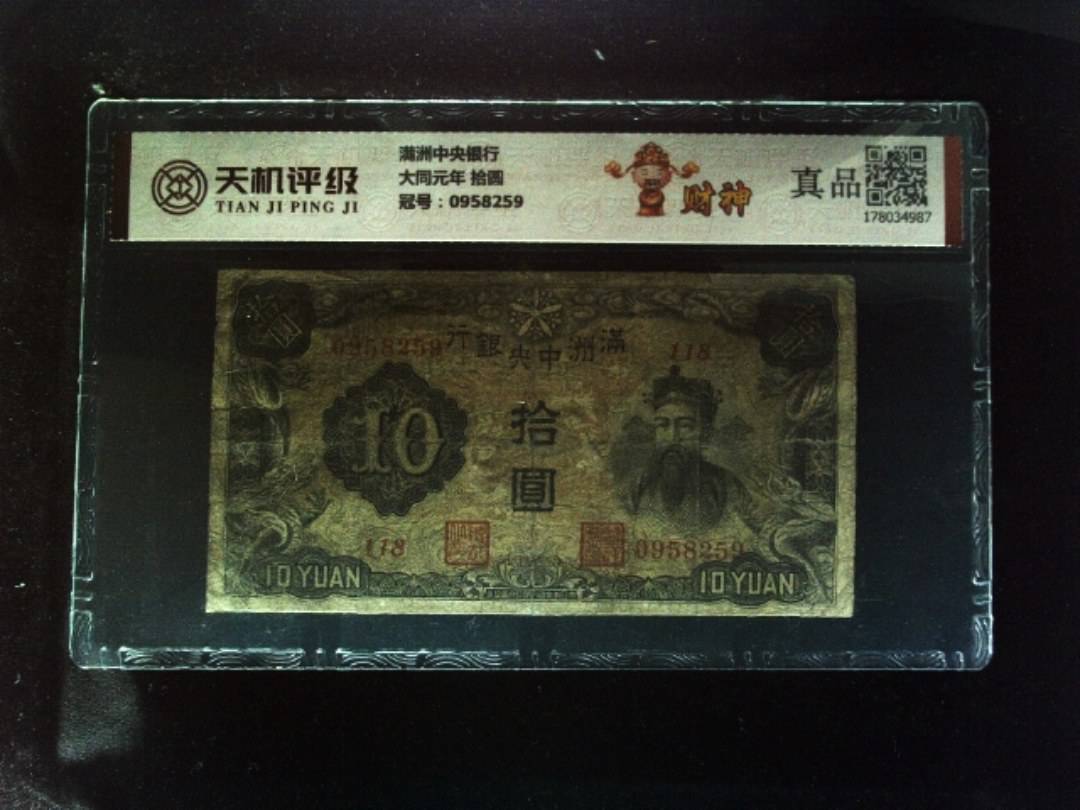 天机评级
TIAN JI PING JI
满洲中央银行
大同元年 拾圆
冠号：0958259
财神
真品
178034987
0958259
行銀央中洲滿
118
10
拾
圓
118
0958259
10 YUAN
10 YUAN